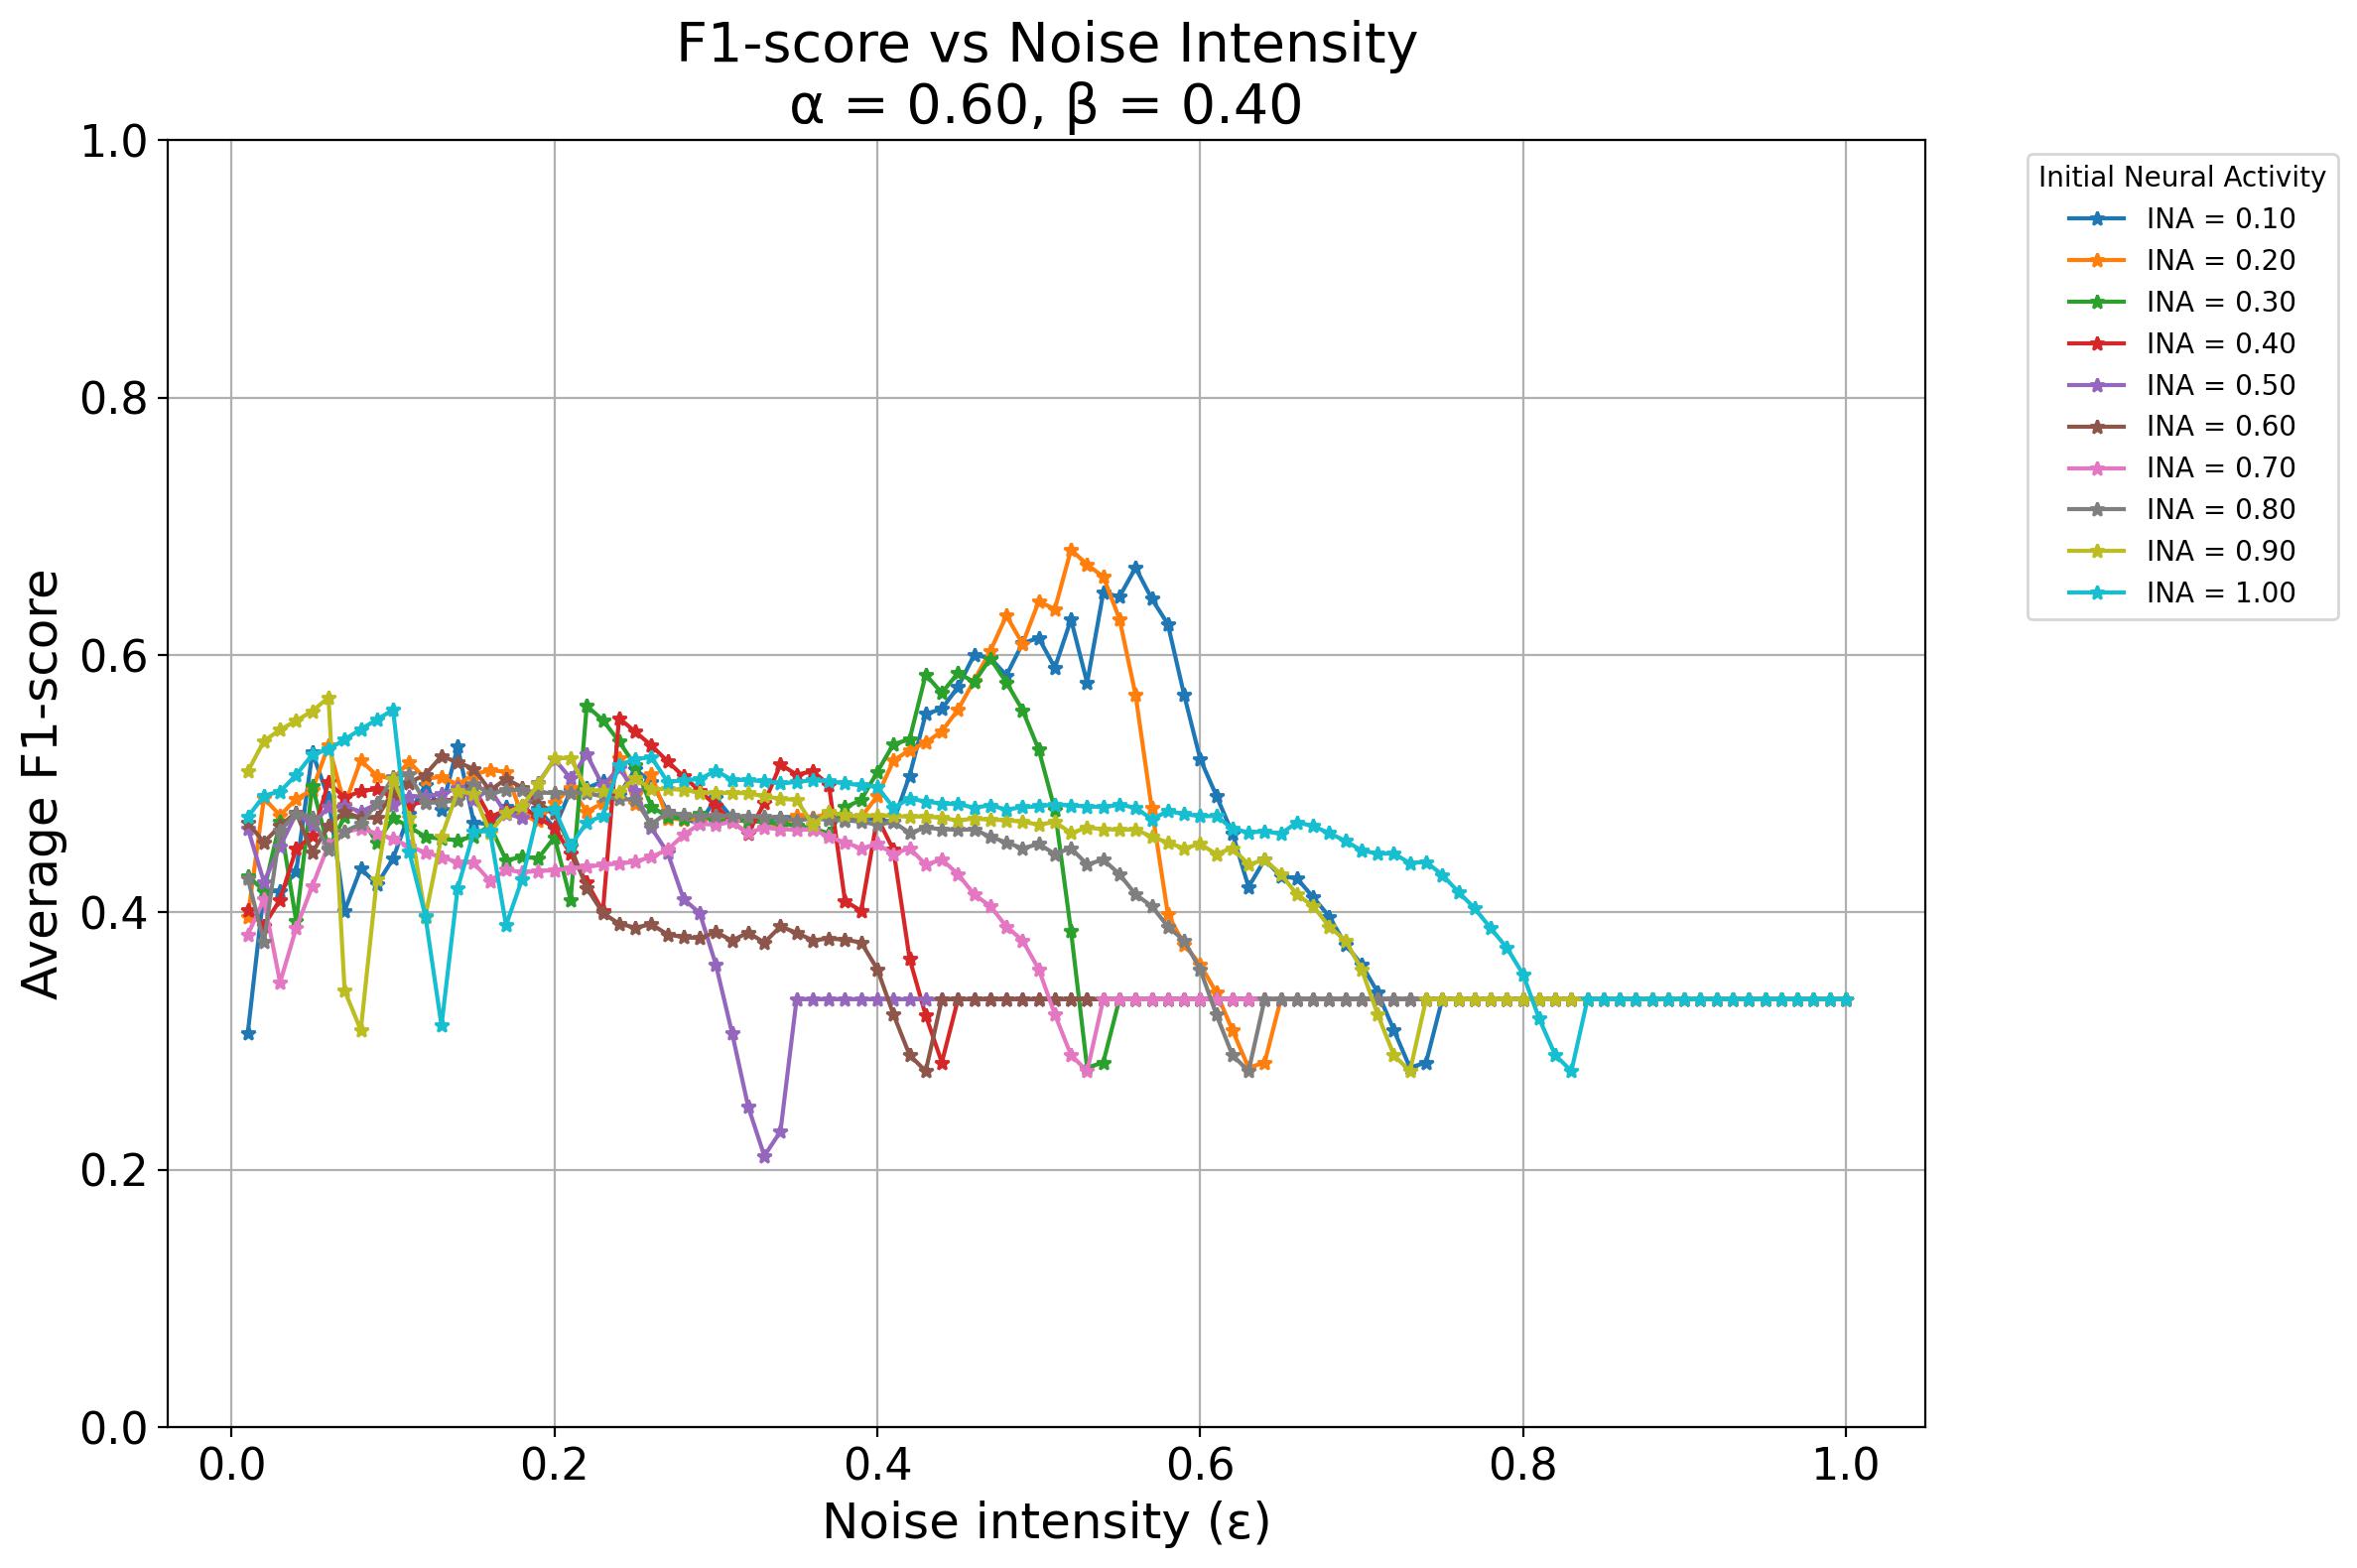 F1-score vs Noise Intensity
α = 0.60, β = 0.40
1.0
0.8
0.6
0.4
0.2
0.0
Average F1-score
0.0 0.2 0.4 0.6 0.8 1.0
Noise intensity (ε)
Initial Neural Activity
INA = 0.10
INA = 0.20
INA = 0.30
INA = 0.40
INA = 0.50
INA = 0.60
INA = 0.70
INA = 0.80
INA = 0.90
INA = 1.00